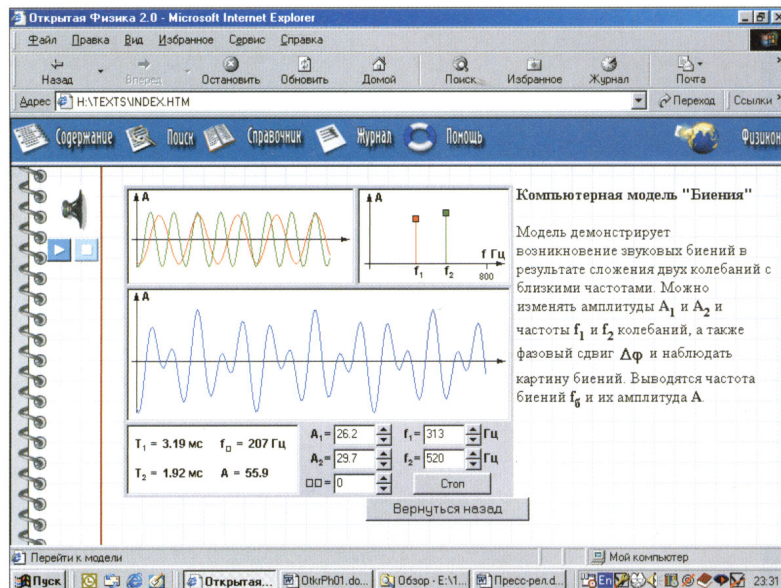 Открытая Физика 2.0 - Microsoft Internet Explorer
Файл Правка Вид Избранное Сервис Справка
Назад Вперед Остановить Обновить Домой Поиск Избранное Журнал Почта
Адрес H:\TEXTS\INDEX.HTM Переход Ссылки
Содержание Поиск Справочник Журнал Помощь Физикон
A
A
f Гц
f₁ f₂ 800
A
Компьютерная модель "Биения"
Модель демонстрирует
возникновение звуковых биений в
результате сложения двух колебаний с
близкими частотами. Можно
изменять амплитуды A₁ и A₂ и
частоты f₁ и f₂ колебаний, а также
фазовый сдвиг Δφ и наблюдать
картину биений. Выводятся частота
биений fб и их амплитуда A.
T₁ = 3.19 мс f□ = 207 Гц
T₂ = 1.92 мс A = 55.9
A₁= 26.2 f₁= 313 Гц
A₂= 29.7 f₂= 520 Гц
□□= 0 Стоп
Вернуться назад
Перейти к модели Мой компьютер
Пуск Открытая... OtkrPh01.do... Обзор - E:\1... Пресс-рел.d... En 23:31